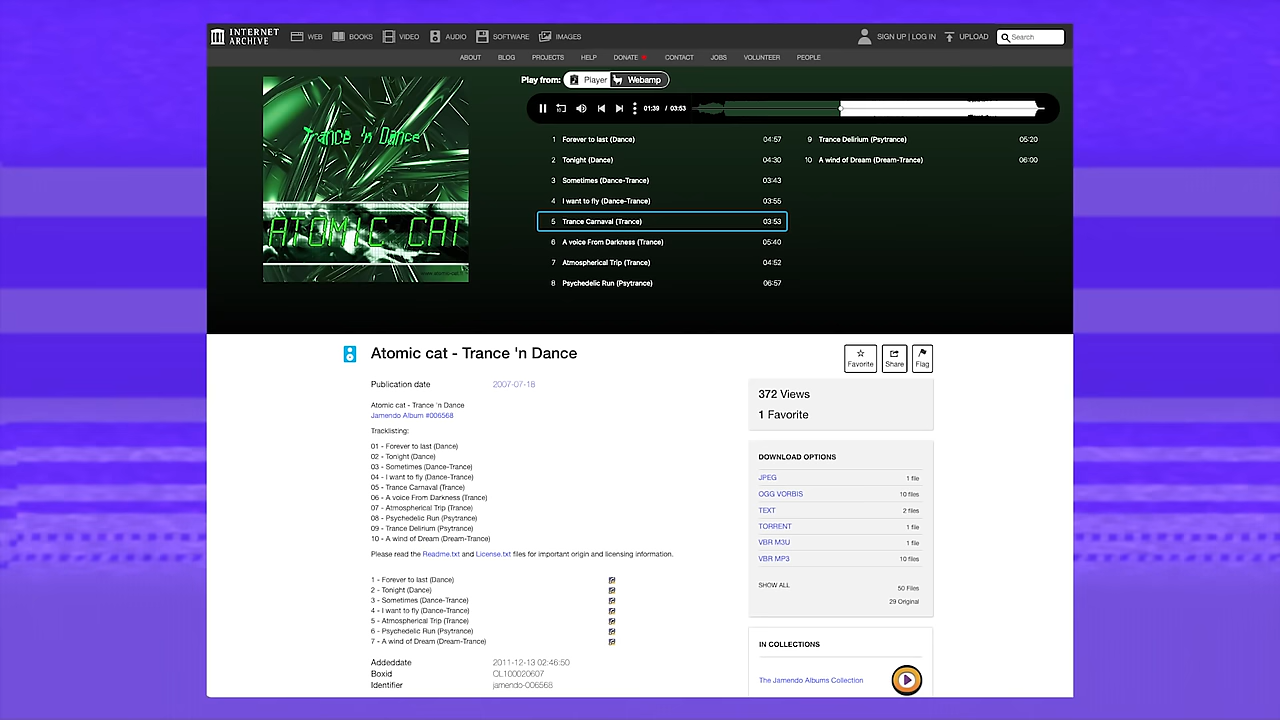 INTERNET ARCHIVE
WEB BOOKS VIDEO AUDIO SOFTWARE IMAGES
SIGN UP | LOG IN UPLOAD Search
ABOUT BLOG PROJECTS HELP DONATE CONTACT JOBS VOLUNTEER PEOPLE
Play from: Player Webamp
01:39 / 03:53
Trance 'n Dance
ATOMIC CAT
1 Forever to last (Dance) 04:57
2 Tonight (Dance) 04:30
3 Sometimes (Dance-Trance) 03:43
4 I want to fly (Dance-Trance) 03:55
5 Trance Carnaval (Trance) 03:53
6 A voice From Darkness (Trance) 05:40
7 Atmospherical Trip (Trance) 04:52
8 Psychedelic Run (Psytrance) 06:57
9 Trance Delirium (Psytrance) 05:20
10 A wind of Dream (Dream-Trance) 06:00
Atomic cat - Trance 'n Dance
Favorite Share Flag
Publication date 2007-07-18
Atomic cat - Trance 'n Dance
Jamendo Album #006568
Tracklisting:
01 - Forever to last (Dance)
02 - Tonight (Dance)
03 - Sometimes (Dance-Trance)
04 - I want to fly (Dance-Trance)
05 - Trance Carnaval (Trance)
06 - A voice From Darkness (Trance)
07 - Atmospherical Trip (Trance)
08 - Psychedelic Run (Psytrance)
09 - Trance Delirium (Psytrance)
10 - A wind of Dream (Dream-Trance)
Please read the Readme.txt and License.txt files for important origin and licensing information.
1 - Forever to last (Dance)
2 - Tonight (Dance)
3 - Sometimes (Dance-Trance)
4 - I want to fly (Dance-Trance)
5 - Atmospherical Trip (Trance)
6 - Psychedelic Run (Psytrance)
7 - A wind of Dream (Dream-Trance)
Addeddate 2011-12-13 02:46:50
Boxid OL100020607
Identifier jamendo-006568
372 Views
1 Favorite
DOWNLOAD OPTIONS
JPEG 1 file
OGG VORBIS 10 files
TEXT 2 files
TORRENT 1 file
VBR M3U 1 file
VBR MP3 10 files
SHOW ALL 50 Files
29 Original
IN COLLECTIONS
The Jamendo Albums Collection